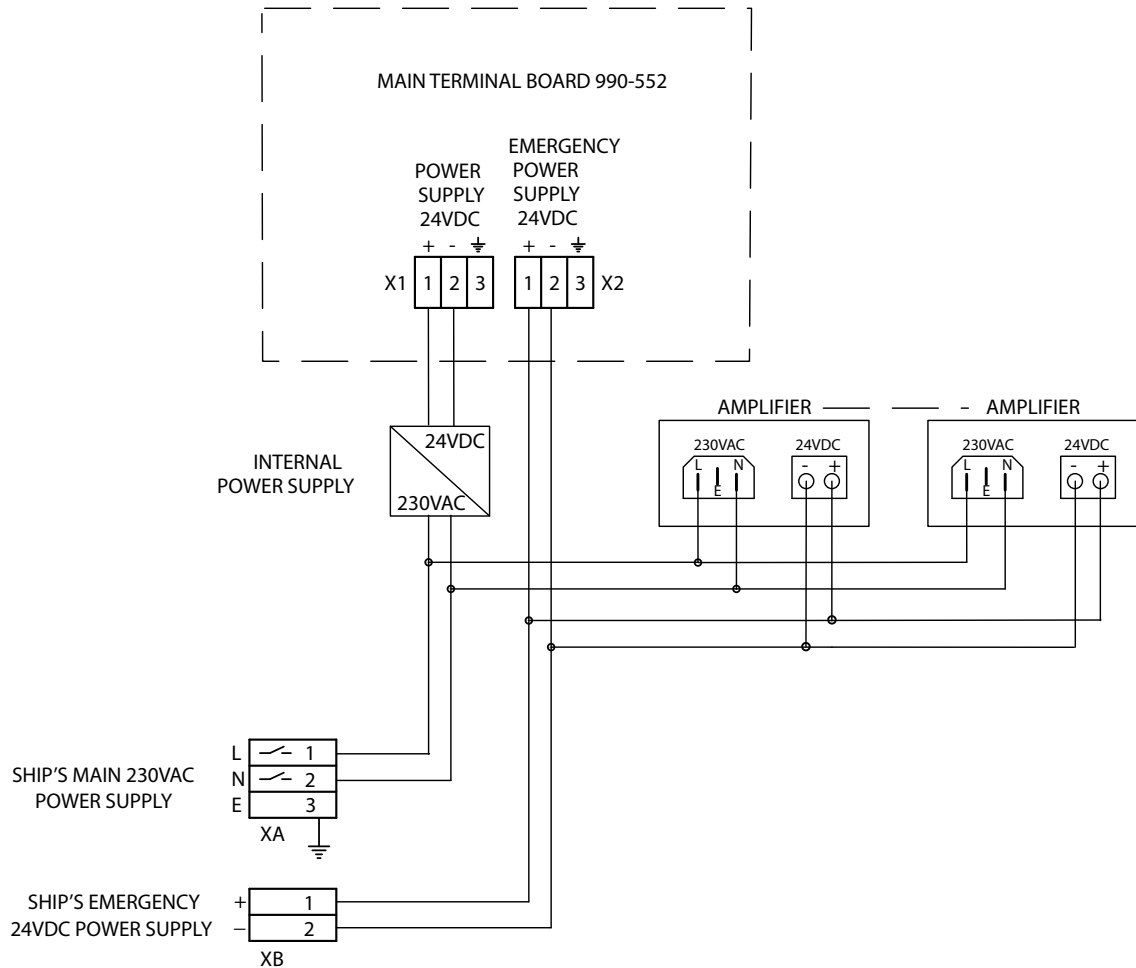 MAIN TERMINAL BOARD 990-552
POWER
SUPPLY
24VDC
EMERGENCY
POWER
SUPPLY
24VDC
+ -
+ -
X1 1 2 3
1 2 3 X2
24VDC
230VAC
INTERNAL
POWER SUPPLY
AMPLIFIER
230VAC
L N
E
24VDC
- +
AMPLIFIER
230VAC
L N
E
24VDC
- +
L 1
N 2
E 3
SHIP'S MAIN 230VAC
POWER SUPPLY
XA
+ 1
– 2
SHIP'S EMERGENCY
24VDC POWER SUPPLY
XB